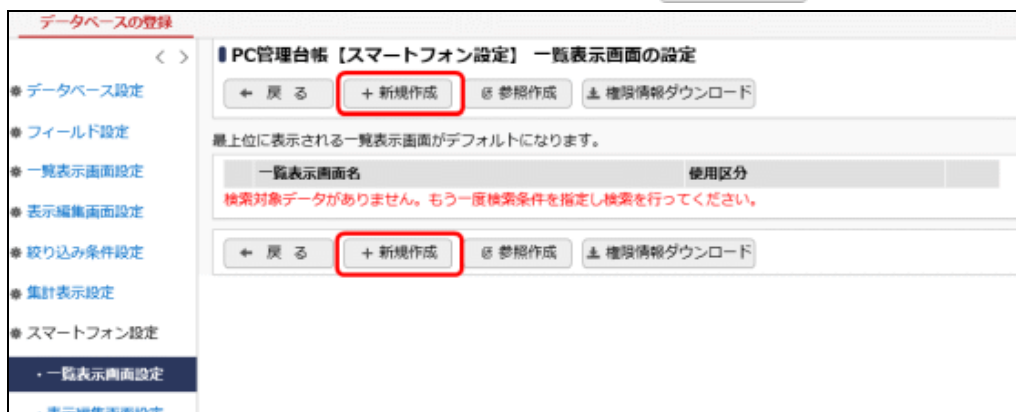 データベースの登録
< >
データベース設定
フィールド設定
一覧表示画面設定
表示編集画面設定
絞り込み条件設定
集計表示設定
スマートフォン設定
・一覧表示画面設定
表示編集画面設定
PC管理台帳【スマートフォン設定】 一覧表示画面の設定
戻 る + 新規作成 参照作成 権限情報ダウンロード
最上位に表示される一覧表示画面がデフォルトになります。
一覧表示画面名 使用区分
検索対象データがありません。もう一度検索条件を指定し検索を行ってください。
戻 る + 新規作成 参照作成 権限情報ダウンロード